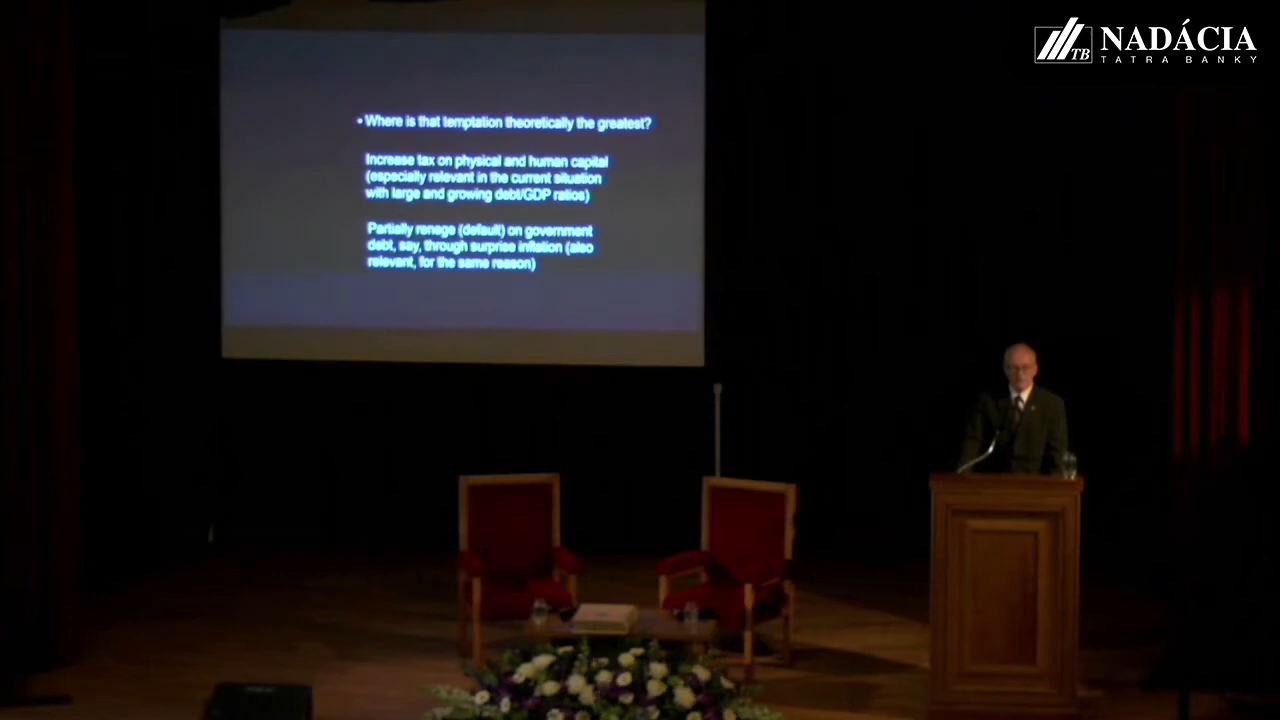 TB NADÁCIA
TATRA BANKY
• Where is that temptation theoretically the greatest?
Increase tax on physical and human capital
(especially relevant in the current situation
with large and growing debt/GDP ratios)
Partially renege (default) on government
debt, say, through surprise inflation (also
relevant, for the same reason)